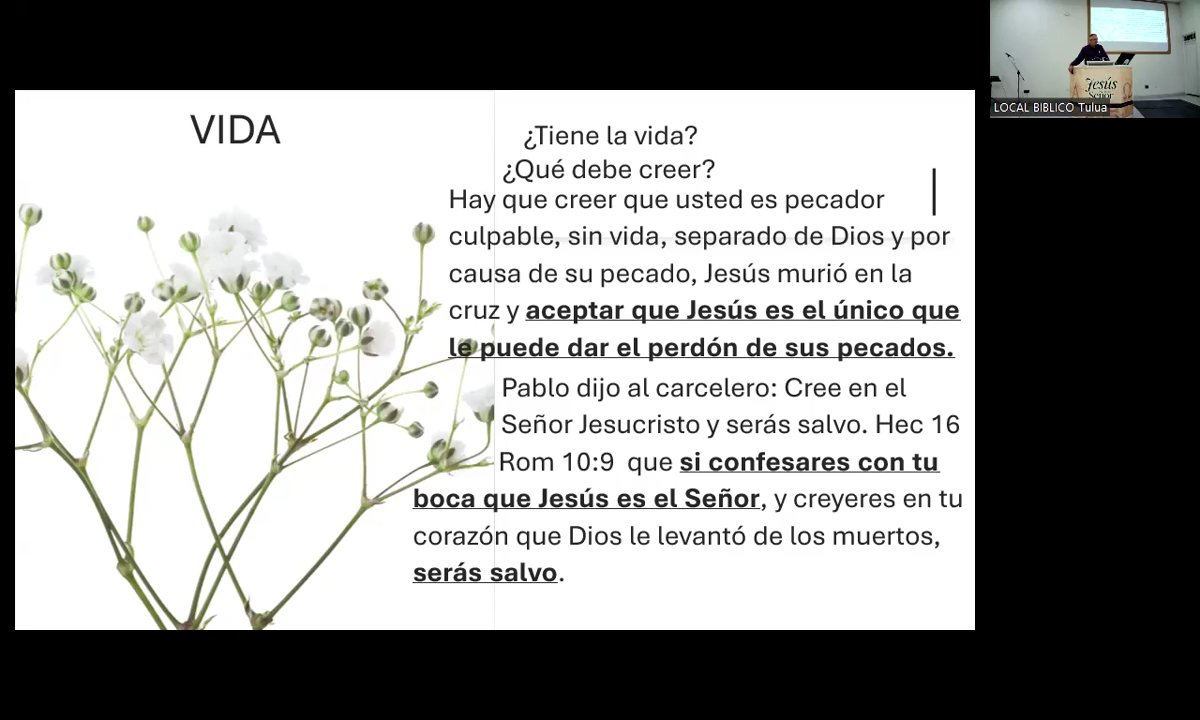 VIDA
¿Tiene la vida?
¿Qué debe creer?
Hay que creer que usted es pecador
culpable, sin vida, separado de Dios y por
causa de su pecado, Jesús murió en la
cruz y aceptar que Jesús es el único que
le puede dar el perdón de sus pecados.
Pablo dijo al carcelero: Cree en el
Señor Jesucristo y serás salvo. Hec 16
Rom 10:9 que si confesares con tu
boca que Jesús es el Señor, y creyeres en tu
corazón que Dios le levantó de los muertos,
serás salvo.
Jesús
Señor
LOCAL BIBLICO Tulua